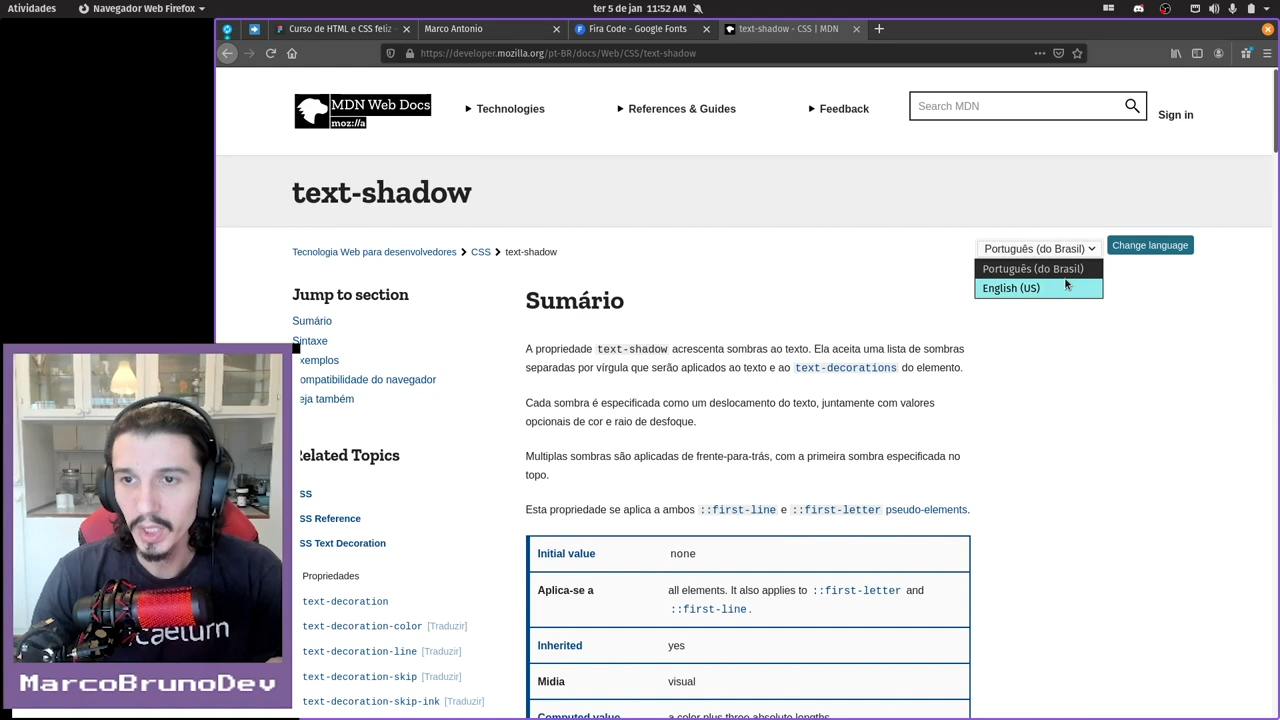 Atividades
Navegador Web Firefox
ter 5 de jan  11:52 AM
Curso de HTML e CSS feliz -
Marco Antonio
Fira Code - Google Fonts
text-shadow - CSS | MDN
https://developer.mozilla.org/pt-BR/docs/Web/CSS/text-shadow
MDN Web Docs
moz://a
Technologies
References & Guides
Feedback
Search MDN
Sign in
text-shadow
Tecnologia Web para desenvolvedores
CSS
text-shadow
Português (do Brasil)
Change language
Português (do Brasil)
English (US)
Jump to section
Sumário
Sintaxe
xemplos
ompatibilidade do navegador
eja também
Related Topics
SS
SS Reference
SS Text Decoration
Propriedades
text-decoration
text-decoration-color [Traduzir]
text-decoration-line [Traduzir]
text-decoration-skip [Traduzir]
text-decoration-skip-ink [Traduzir]
Sumário
A propriedade text-shadow acrescenta sombras ao texto. Ela aceita uma lista de sombras
separadas por vírgula que serão aplicados ao texto e ao text-decorations do elemento.
Cada sombra é especificada como um deslocamento do texto, juntamente com valores
opcionais de cor e raio de desfoque.
Multiplas sombras são aplicadas de frente-para-trás, com a primeira sombra especificada no
topo.
Esta propriedade se aplica a ambos ::first-line e ::first-letter pseudo-elements.
Initial value none
Aplica-se a all elements. It also applies to ::first-letter and
::first-line.
Inherited yes
Midia visual
Computed value a color plus three absolute lengths
caelum
MarcoBrunoDev